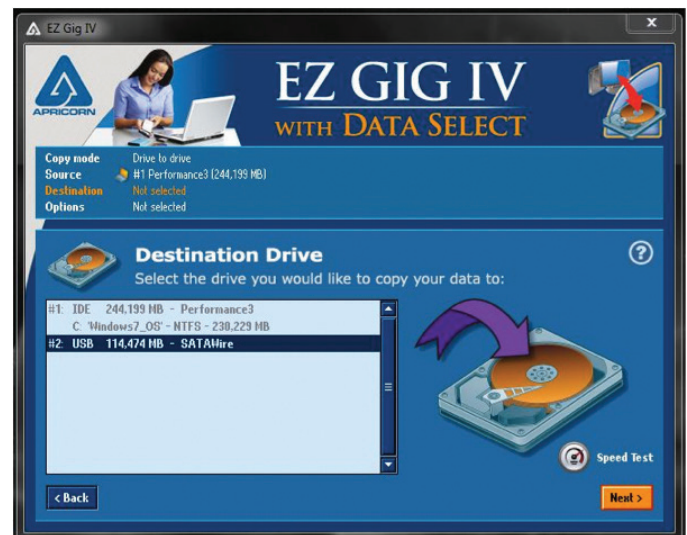 EZ Gig IV
x
APRICORN
EZ GIG IV
WITH DATA SELECT
Copy mode Drive to drive
Source #1 Performance3 (244,199 MB)
Destination Not selected
Options Not selected
Destination Drive
?
Select the drive you would like to copy your data to:
#1: IDE 244,199 MB - Performance3
C: 'Windows7_OS' - NTFS - 230,229 MB
#2: USB 114,474 MB - SATAWire
Speed Test
< Back
Next >